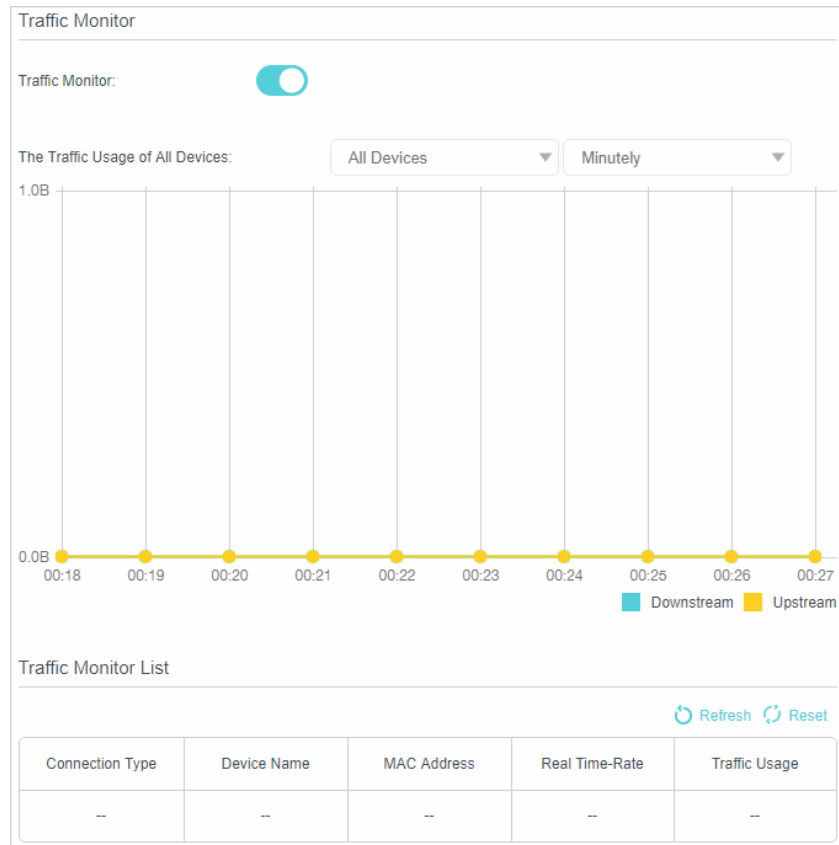 Traffic Monitor
Traffic Monitor:
The Traffic Usage of All Devices: All Devices Minutely
1.0B
0.0B
00:18 00:19 00:20 00:21 00:22 00:23 00:24 00:25 00:26 00:27
Downstream Upstream
Traffic Monitor List
Refresh Reset
Connection Type Device Name MAC Address Real Time-Rate Traffic Usage
-- -- -- -- --